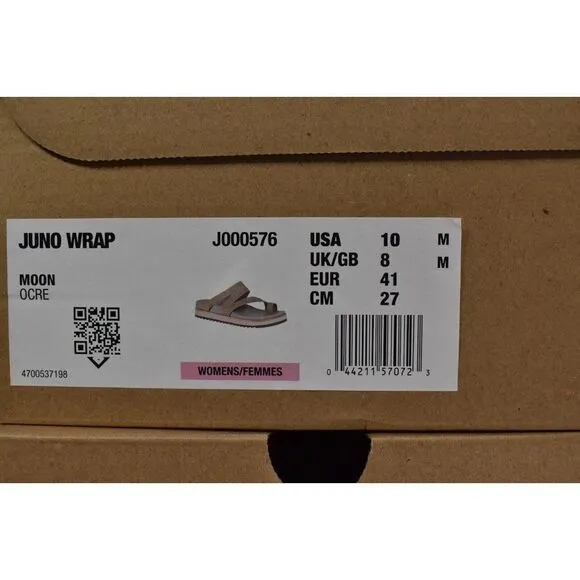 JUNO WRAP J000576
MOON
OCRE
4700537198
WOMENS/FEMMES
USA 10 M
UK/GB 8 M
EUR 41
CM 27
0 44211 57072 3